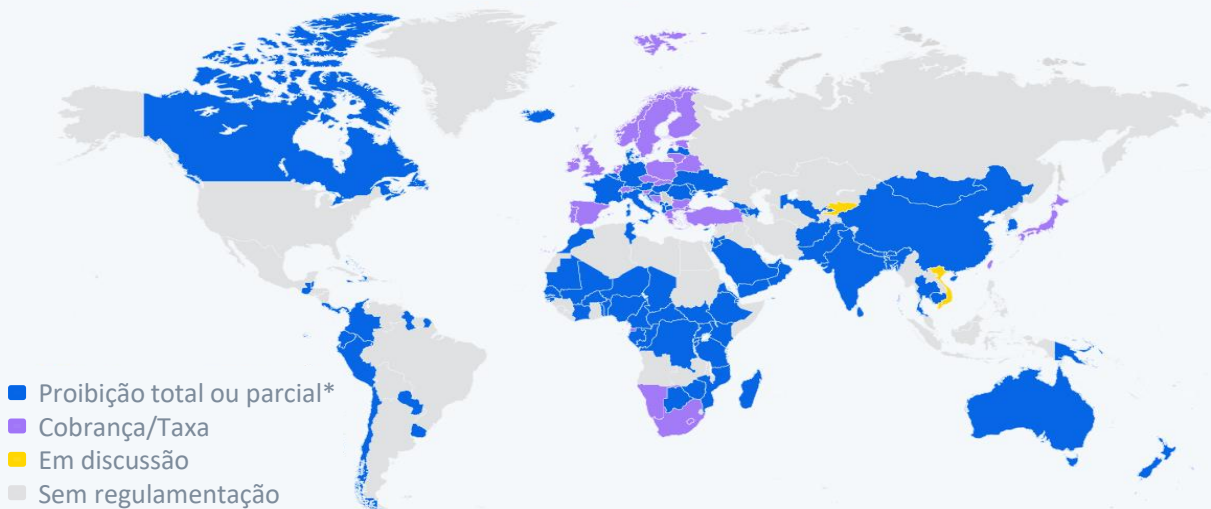 Proibição total ou parcial*
Cobrança/Taxa
Em discussão
Sem regulamentação